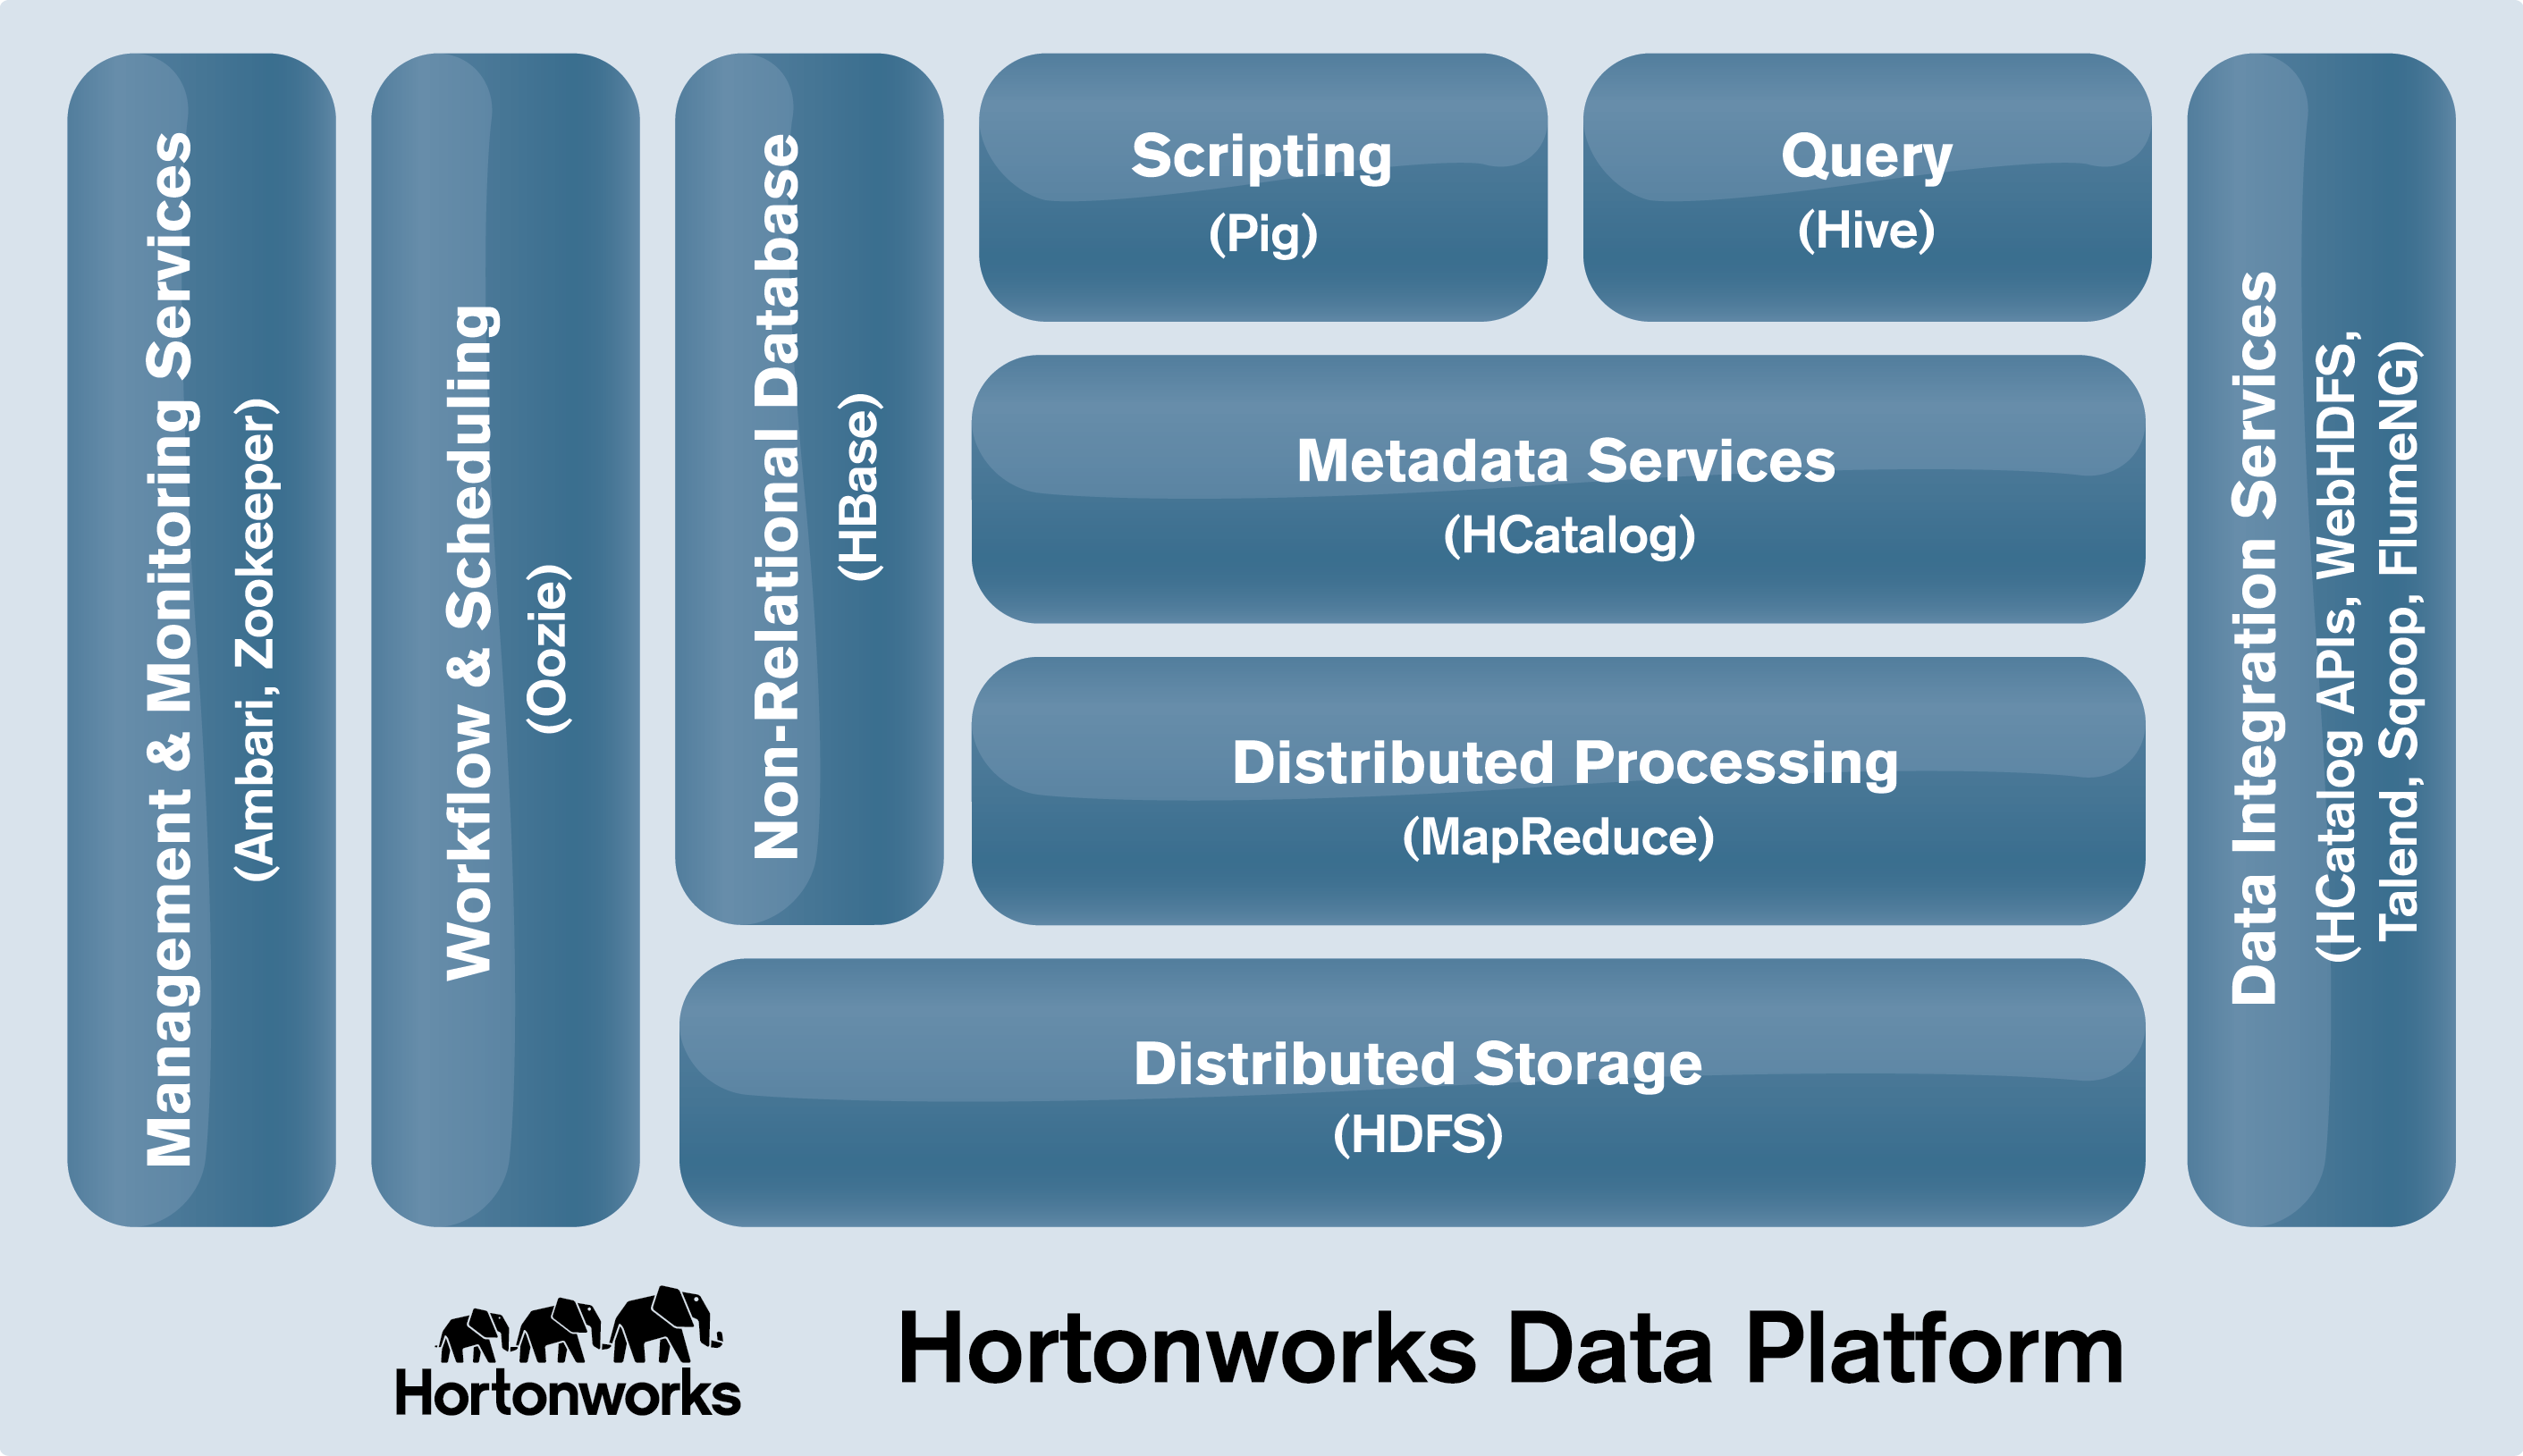 Management & Monitoring Services
(Ambari, Zookeeper)
Workflow & Scheduling
(Oozie)
Non-Relational Database
(HBase)
Scripting
(Pig)
Query
(Hive)
Metadata Services
(HCatalog)
Distributed Processing
(MapReduce)
Distributed Storage
(HDFS)
Data Integration Services
(HCatalog APIs, WebHDFS,
Talend, Sqoop, FlumeNG)
Hortonworks
Hortonworks Data Platform